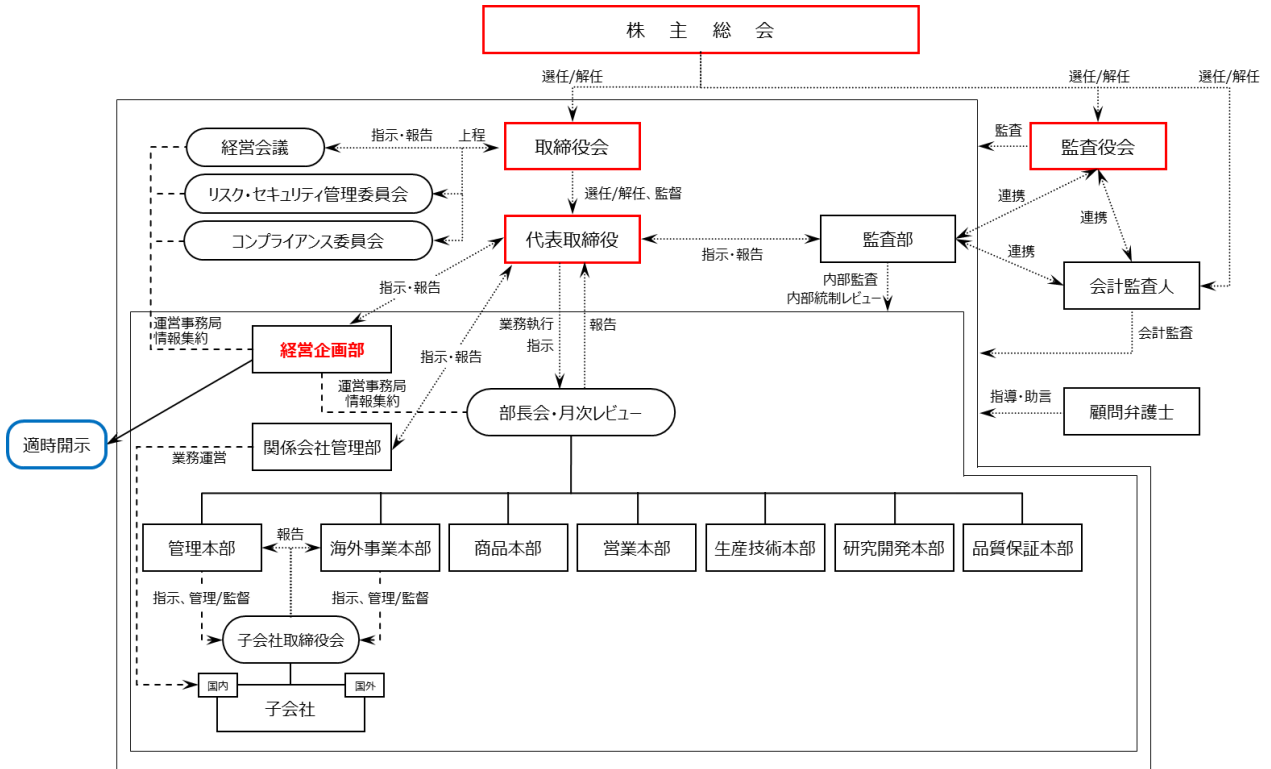 株主総会
選任/解任
選任/解任
選任/解任
経営会議
指示・報告
上程
取締役会
監査
監査役会
リスク・セキュリティ管理委員会
選任/解任、監督
連携
連携
コンプライアンス委員会
代表取締役
指示・報告
監査部
連携
会計監査人
指示・報告
内部監査
内部統制レビュー
運営事務局
情報集約
業務執行
指示
報告
会計監査
経営企画部
指示・報告
運営事務局
情報集約
部長会・月次レビュー
指導・助言
顧問弁護士
適時開示
業務運営
関係会社管理部
管理本部
報告
海外事業本部
商品本部
営業本部
生産技術本部
研究開発本部
品質保証本部
指示、管理/監督
指示、管理/監督
子会社取締役会
国内
国外
子会社